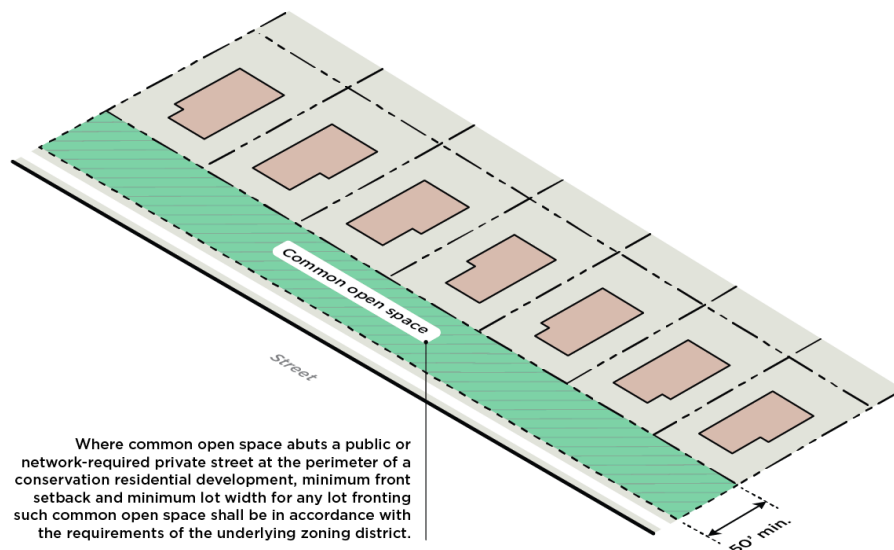 Common open space
Street
Where common open space abuts a public or
network-required private street at the perimeter of a
conservation residential development, minimum front
setback and minimum lot width for any lot fronting
such common open space shall be in accordance with
the requirements of the underlying zoning district.
50' min.